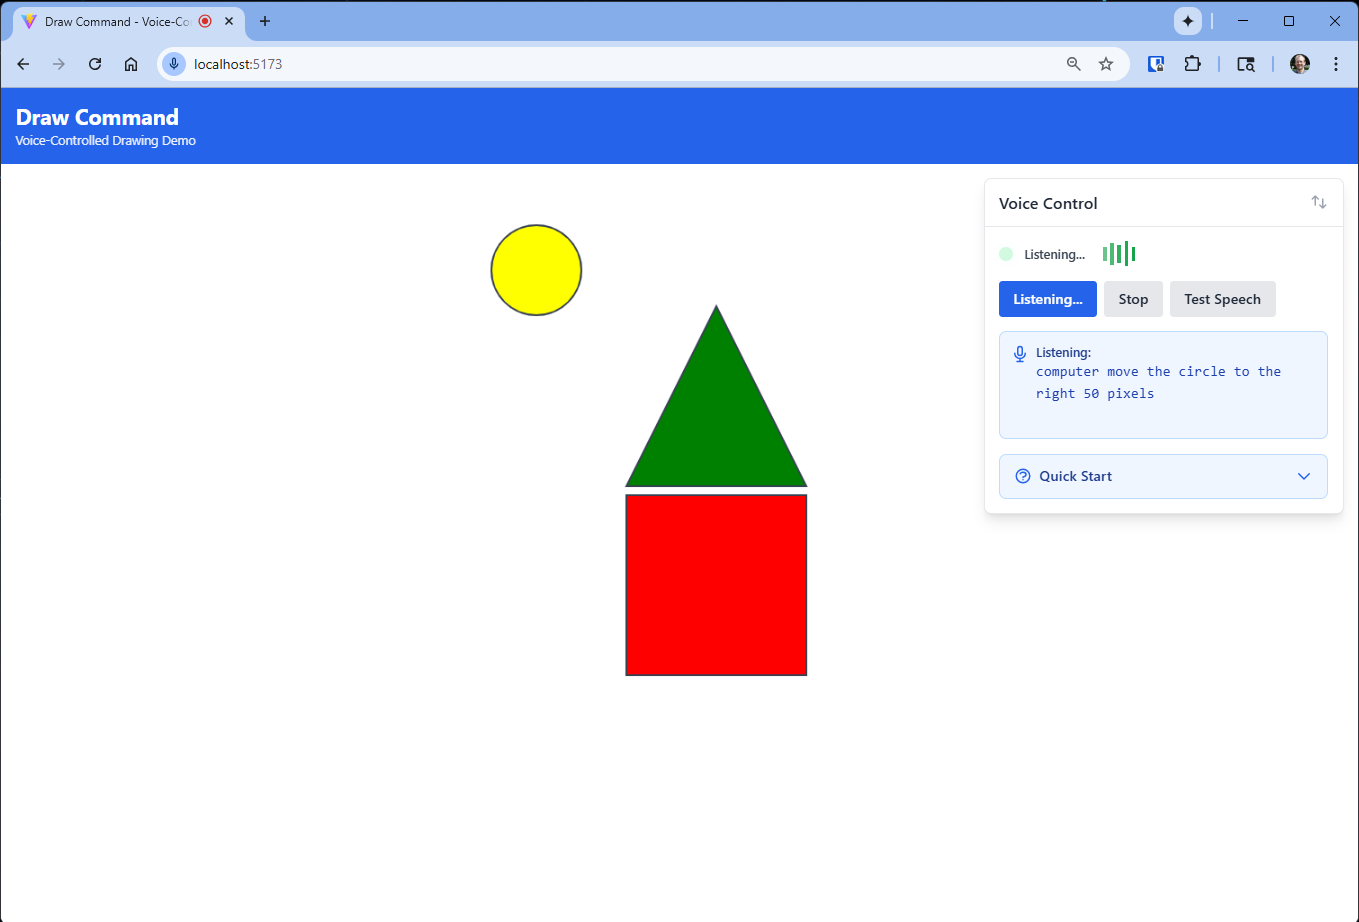 Draw Command - Voice-Co
localhost:5173
Draw Command
Voice-Controlled Drawing Demo
Voice Control
Listening...
Listening... Stop Test Speech
Listening:
computer move the circle to the
right 50 pixels
Quick Start